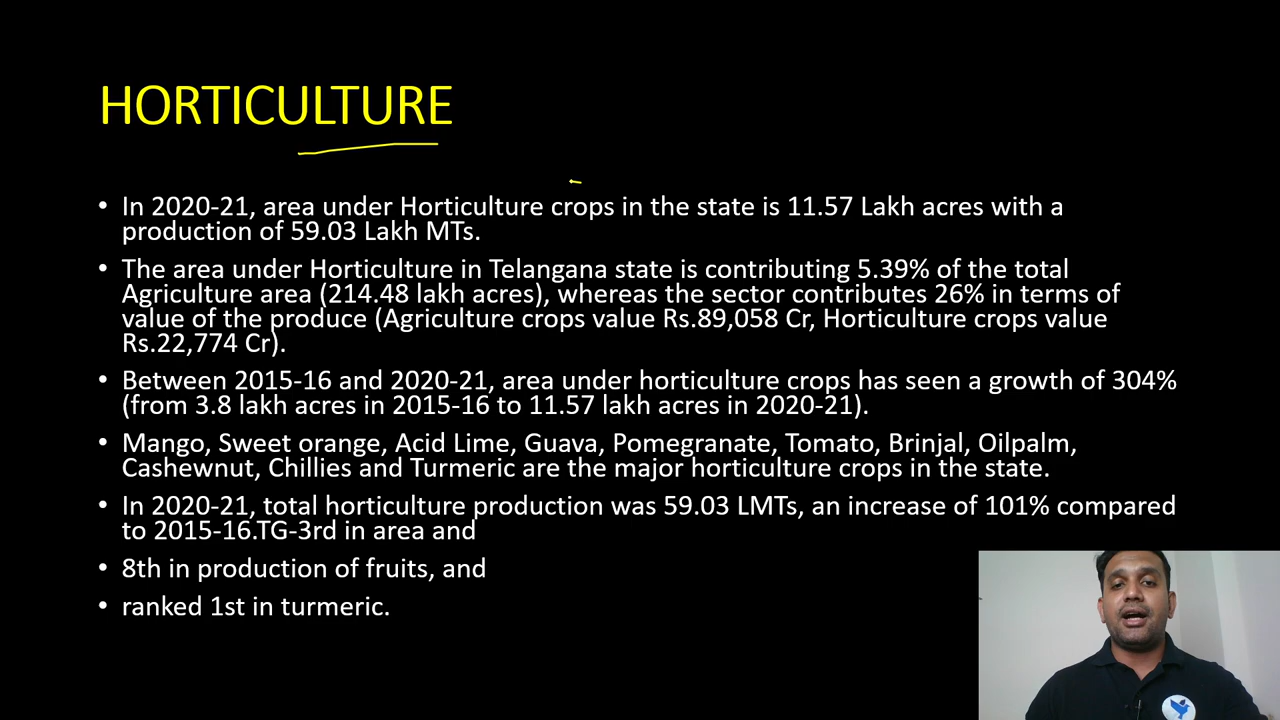 HORTICULTURE
• In 2020-21, area under Horticulture crops in the state is 11.57 Lakh acres with a
production of 59.03 Lakh MTs.
• The area under Horticulture in Telangana state is contributing 5.39% of the total
Agriculture area (214.48 lakh acres), whereas the sector contributes 26% in terms of
value of the produce (Agriculture crops value Rs.89,058 Cr, Horticulture crops value
Rs.22,774 Cr).
• Between 2015-16 and 2020-21, area under horticulture crops has seen a growth of 304%
(from 3.8 lakh acres in 2015-16 to 11.57 lakh acres in 2020-21).
• Mango, Sweet orange, Acid Lime, Guava, Pomegranate, Tomato, Brinjal, Oilpalm,
Cashewnut, Chillies and Turmeric are the major horticulture crops in the state.
• In 2020-21, total horticulture production was 59.03 LMTs, an increase of 101% compared
to 2015-16.TG-3rd in area and
• 8th in production of fruits, and
• ranked 1st in turmeric.